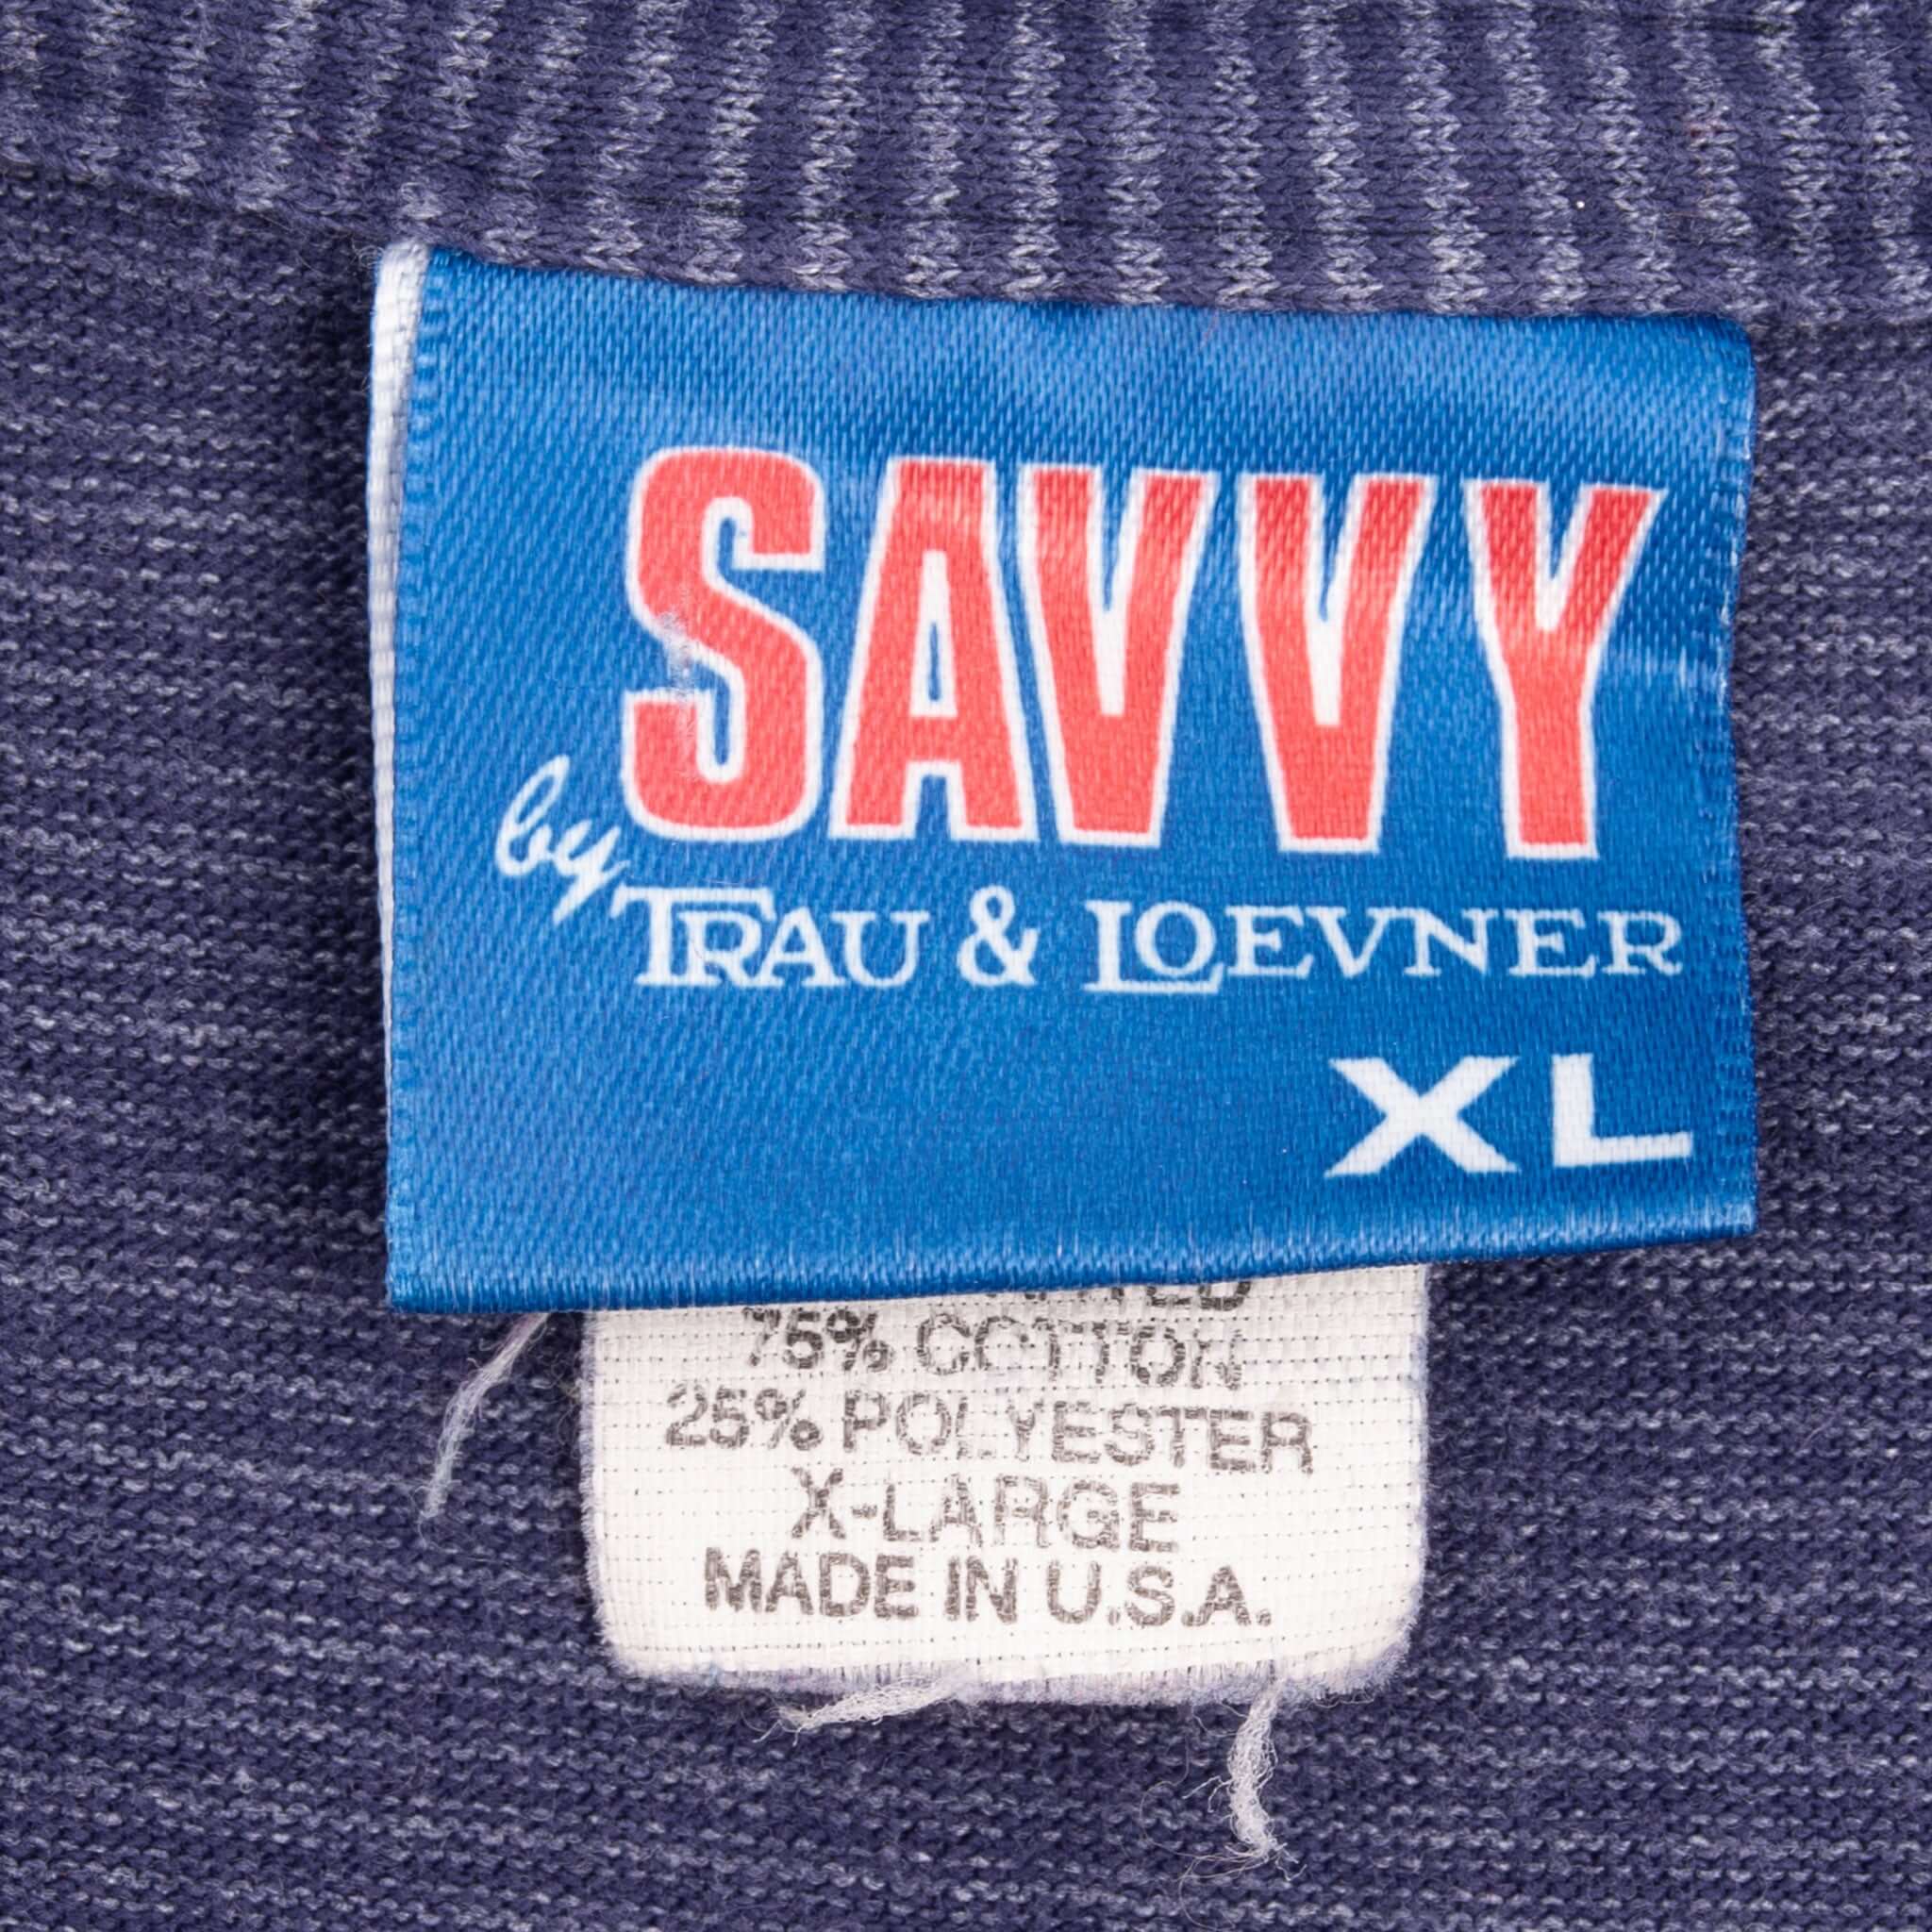 SAVVY
by TRAU & LOEVNER
XL
75% COTTON
25% POLYESTER
X-LARGE
MADE IN U.S.A.